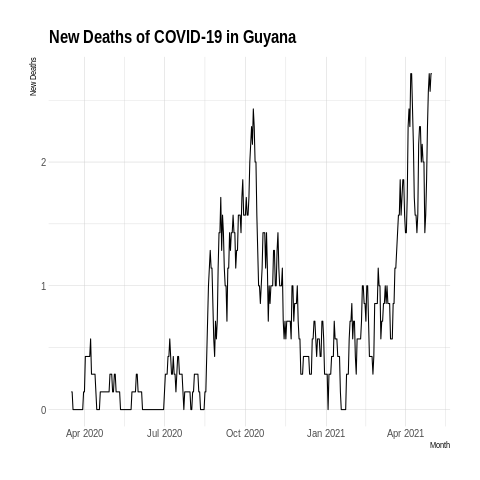 New Deaths of COVID-19 in Guyana
New Deaths
2
1
0
Apr 2020
Jul 2020
Oct 2020
Jan 2021
Apr 2021
Month